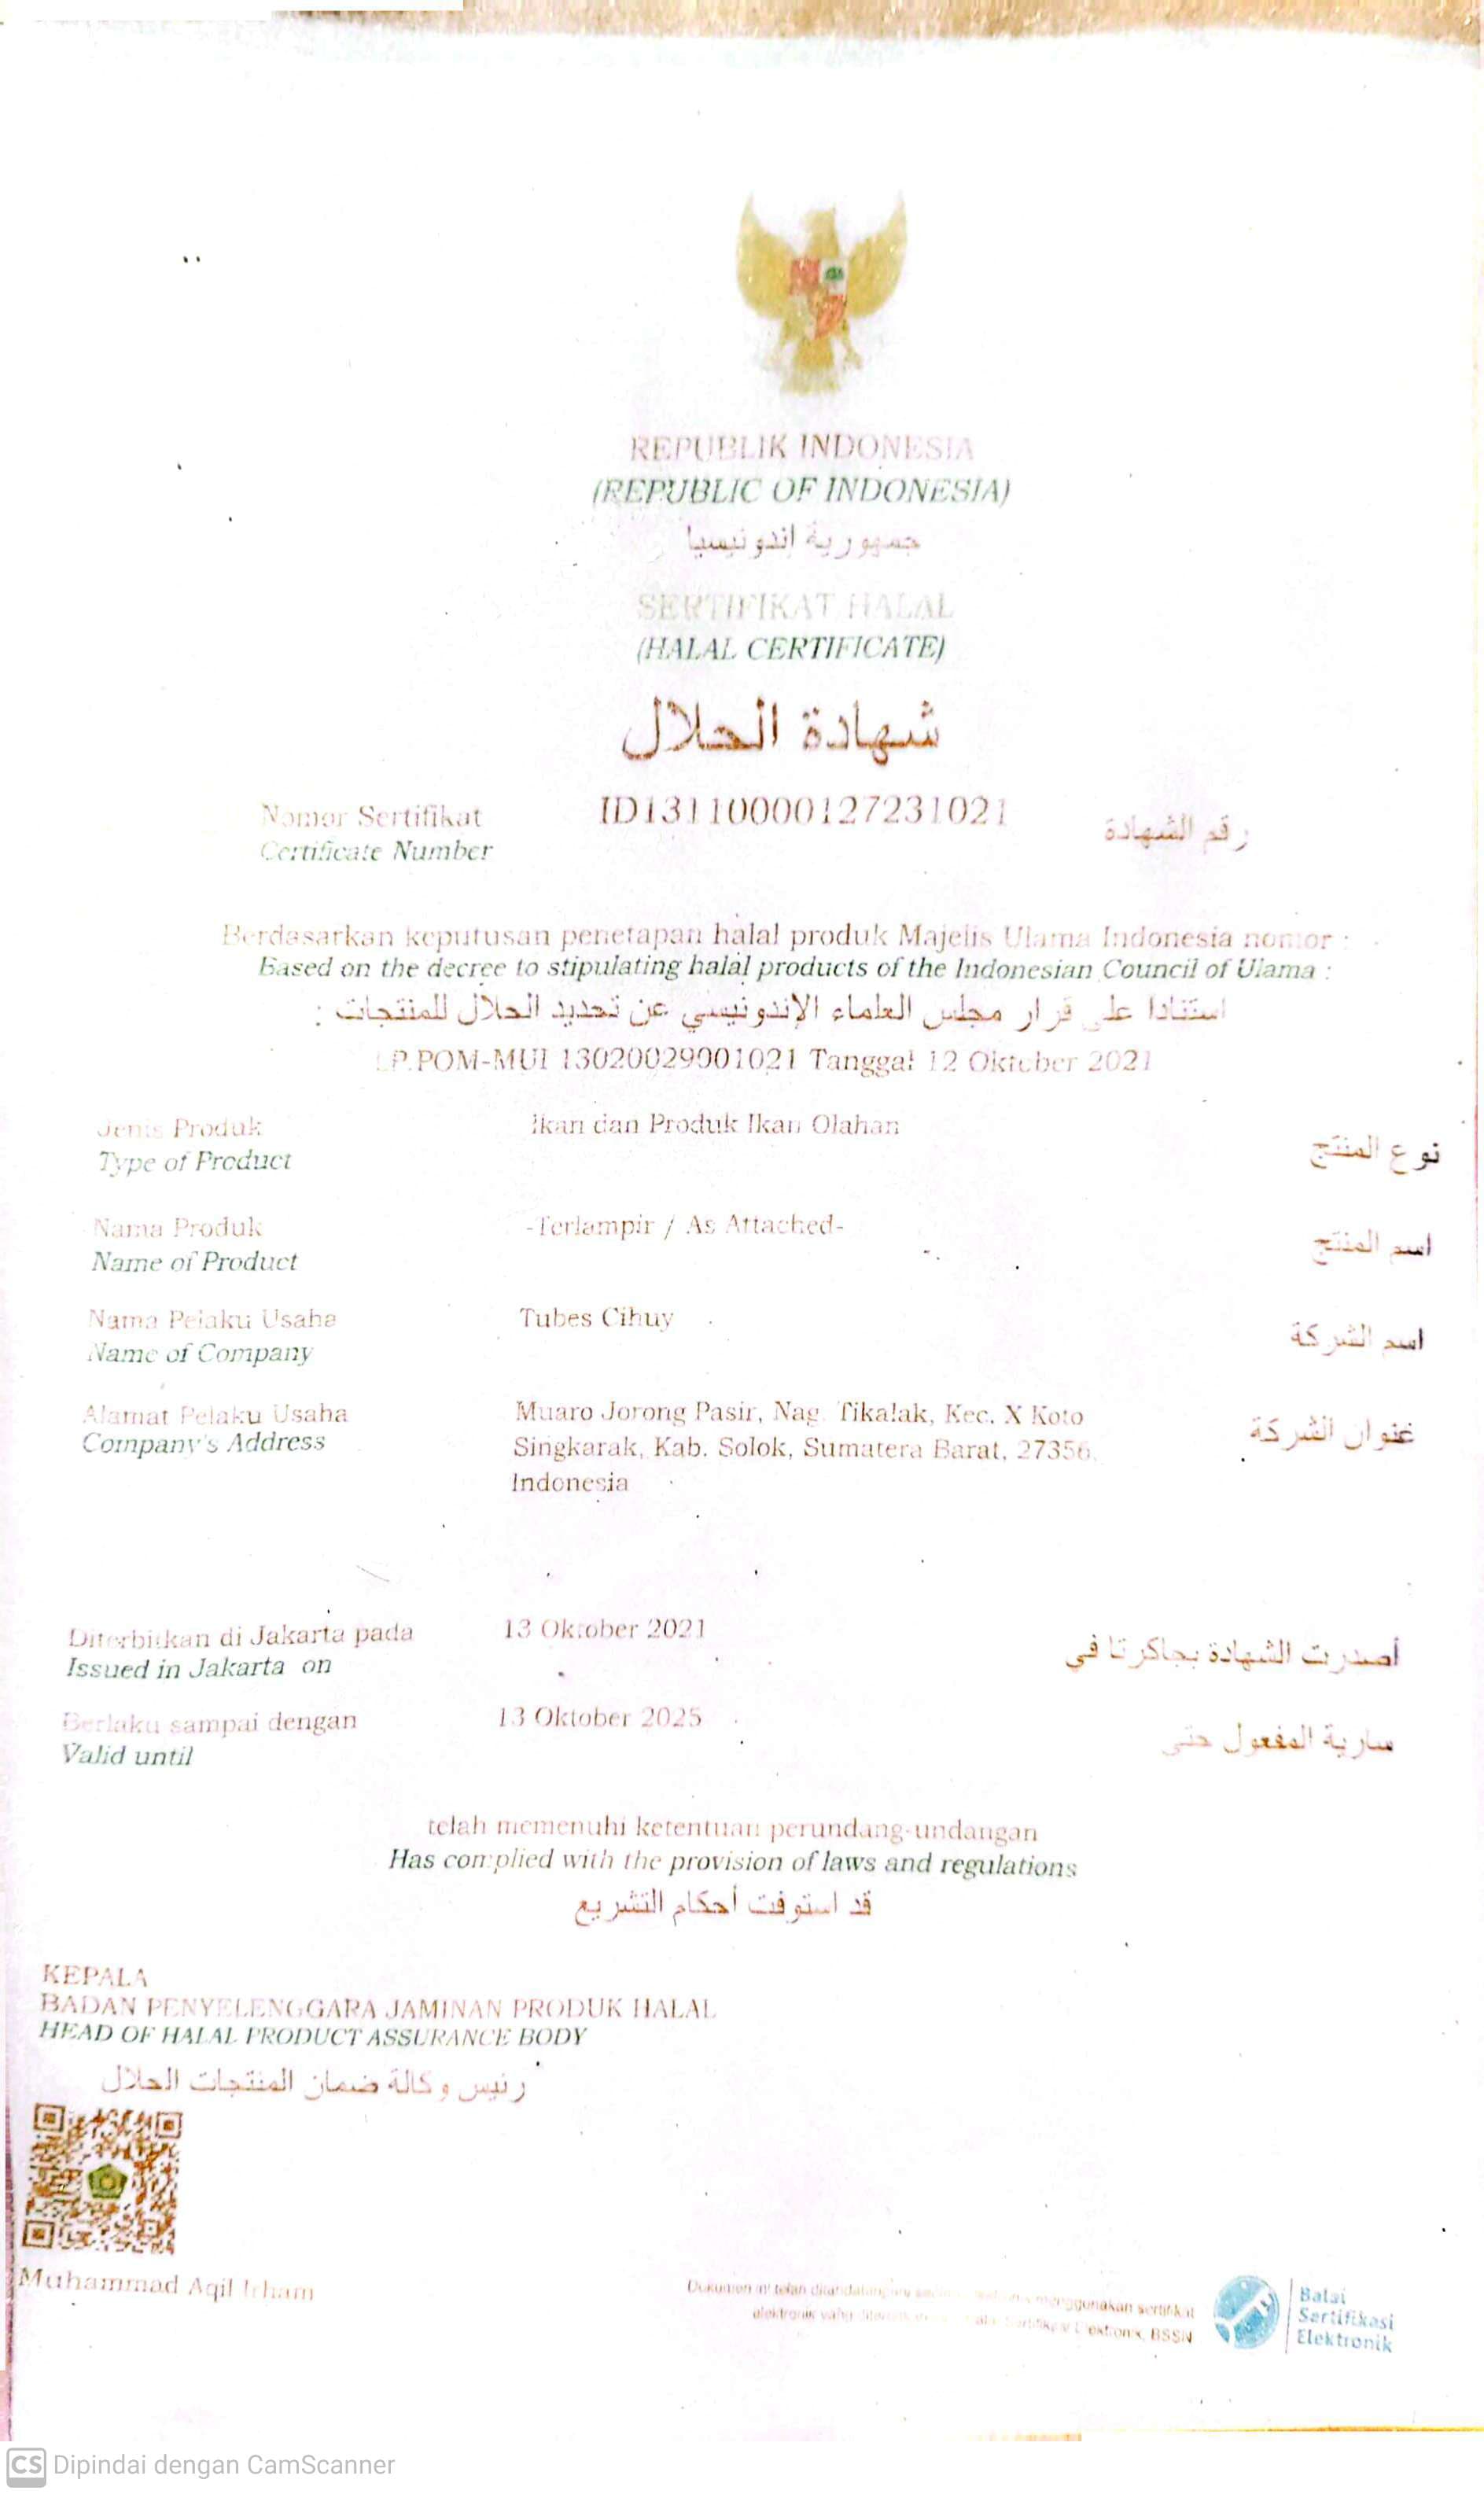 REPUBLIK INDONESIA
(REPUBLIC OF INDONESIA)
جمهورية إندونيسيا
SERTIFIKAT HALAL
(HALAL CERTIFICATE)
شهادة الحلال
Nomor Sertifikat ID13110000127231021 رقم الشهادة
Certificate Number
Berdasarkan keputusan penetapan halal produk Majelis Ulama Indonesia nomor :
Based on the decree to stipulating halal products of the Indonesian Council of Ulama :
استنادا على قرار مجلس العلماء الإندونيسي عن تحديد الحلال للمنتجات :
LP.POM-MUI 13020029001021 Tanggal 12 Oktober 2021
Jenis Produk Ikan dan Produk Ikan Olahan نوع المنتج
Type of Product
Nama Produk -Terlampir / As Attached- اسم المنتج
Name of Product
Nama Pelaku Usaha Tubes Cihuy اسم الشركة
Name of Company
Alamat Pelaku Usaha Muaro Jorong Pasir, Nag. Tikalak, Kec. X Koto عنوان الشركة
Company's Address Singkarak, Kab. Solok, Sumatera Barat, 27356,
Indonesia
Diterbitkan di Jakarta pada 13 Oktober 2021 أصدرت الشهادة بجاكرتا في
Issued in Jakarta on
Berlaku sampai dengan 13 Oktober 2025 سارية المفعول حتى
Valid until
telah memenuhi ketentuan perundang-undangan
Has complied with the provision of laws and regulations
قد استوفت أحكام التشريع
KEPALA
BADAN PENYELENGGARA JAMINAN PRODUK HALAL
HEAD OF HALAL PRODUCT ASSURANCE BODY
رئيس وكالة ضمان المنتجات الحلال
Muhammad Aqil Irham
Dokumen ini telah ditandatangani menggunakan sertifikat
elektronik yang Sertifikasi Elektronik, BSSN
Balai
Sertifikasi
Elektronik
CS Dipindai dengan CamScanner